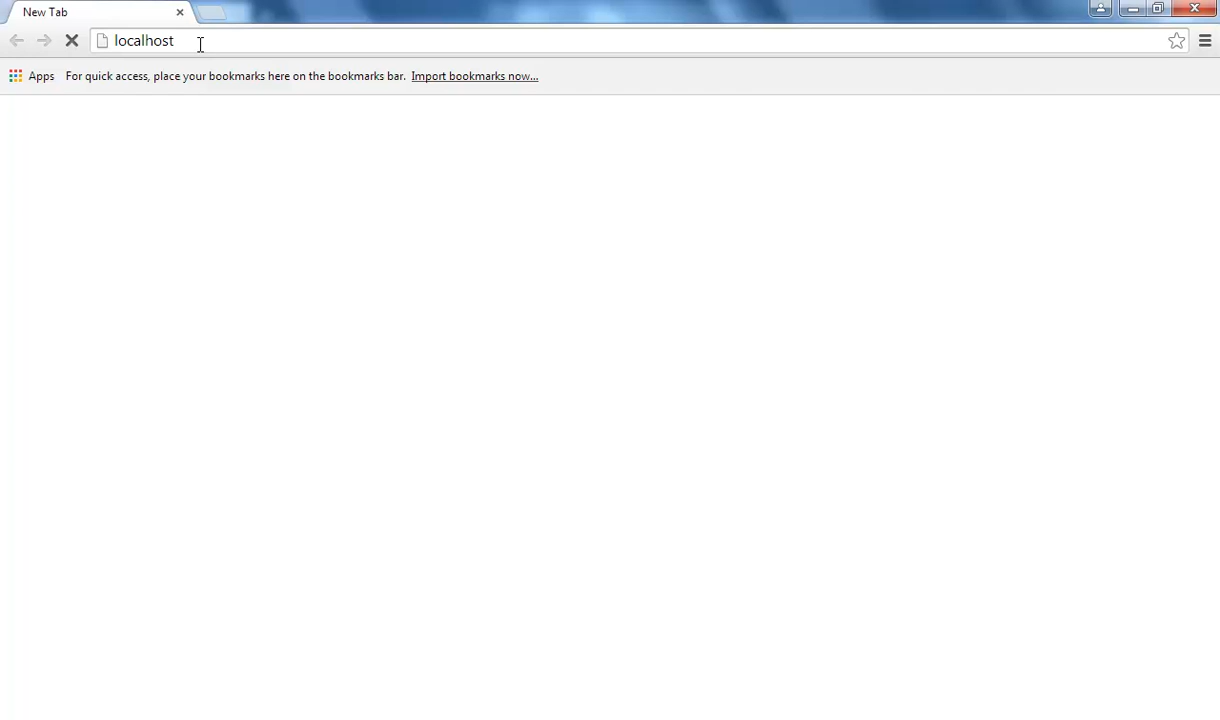 New Tab
localhost
Apps For quick access, place your bookmarks here on the bookmarks bar. Import bookmarks now...